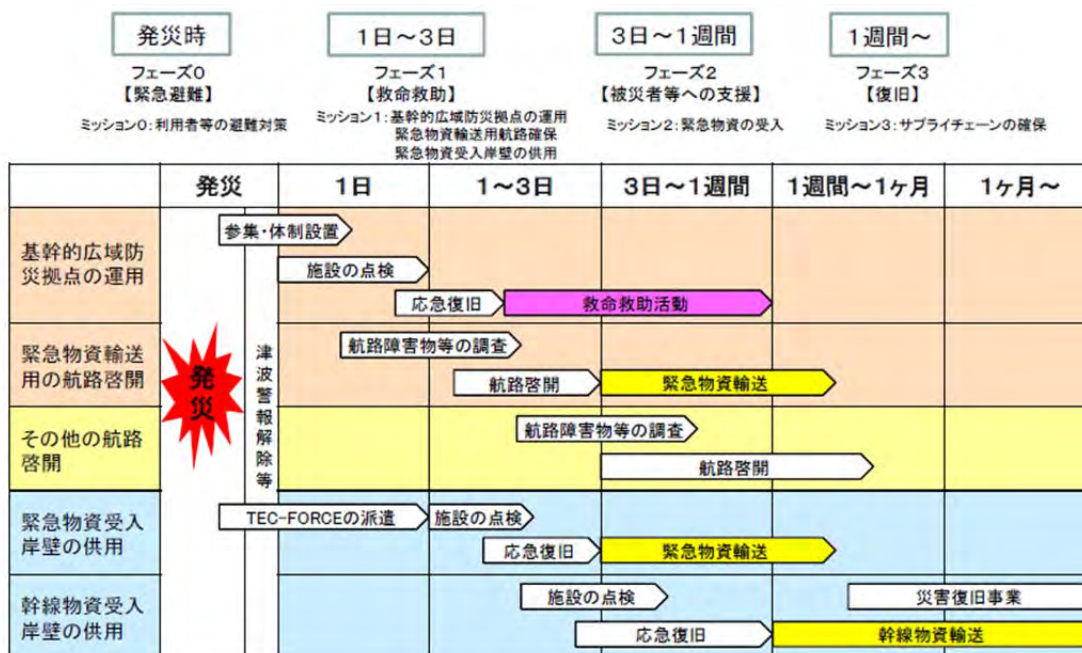 発災時
1日～3日
3日～1週間
1週間～
フェーズ0
【緊急避難】
フェーズ1
【救命救助】
フェーズ2
【被災者等への支援】
フェーズ3
【復旧】
ミッション0:利用者等の避難対策
ミッション1:基幹的広域防災拠点の運用
緊急物資輸送用航路確保
緊急物資受入岸壁の供用
ミッション2:緊急物資の受入
ミッション3:サプライチェーンの確保
発災
1日
1～3日
3日～1週間
1週間～1ヶ月
1ヶ月～
基幹的広域防
災拠点の運用
参集・体制設置
施設の点検
応急復旧
救命救助活動
緊急物資輸送
用の航路啓開
発災
津波警報解除等
航路障害物等の調査
航路啓開
緊急物資輸送
その他の航路
啓開
航路障害物等の調査
航路啓開
緊急物資受入
岸壁の供用
TEC-FORCEの派遣
施設の点検
応急復旧
緊急物資輸送
幹線物資受入
岸壁の供用
施設の点検
災害復旧事業
応急復旧
幹線物資輸送